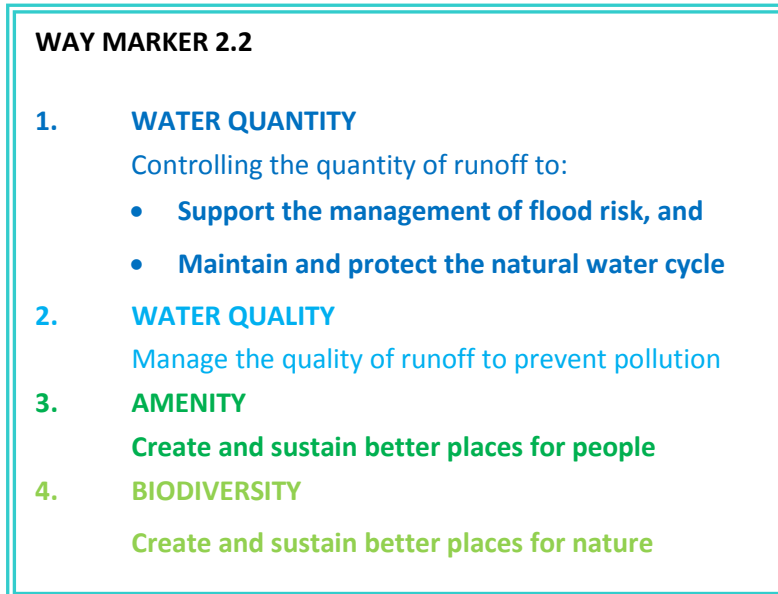 WAY MARKER 2.2
1. WATER QUANTITY
Controlling the quantity of runoff to:
• Support the management of flood risk, and
• Maintain and protect the natural water cycle
2. WATER QUALITY
Manage the quality of runoff to prevent pollution
3. AMENITY
Create and sustain better places for people
4. BIODIVERSITY
Create and sustain better places for nature